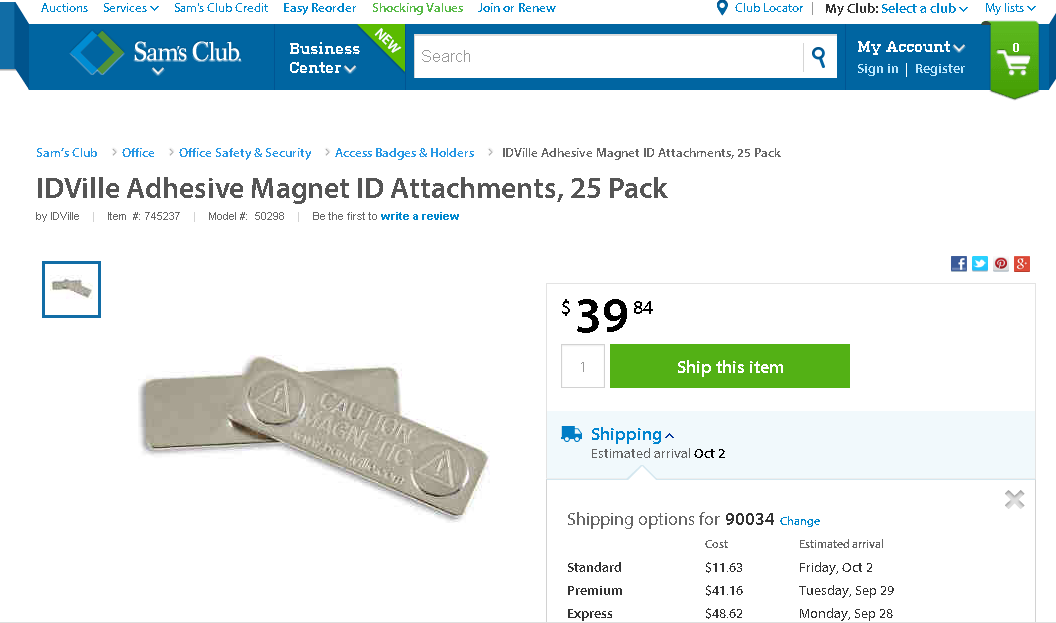 Auctions Services Sam's Club Credit Easy Reorder Shocking Values Join or Renew Club Locator | My Club: Select a club My lists
Sam's Club.
Business Center
NEW
Search
My Account
Sign in | Register
0
Sam's Club > Office > Office Safety & Security > Access Badges & Holders > IDVille Adhesive Magnet ID Attachments, 25 Pack
IDVille Adhesive Magnet ID Attachments, 25 Pack
by IDVille | Item #: 745237 | Model #: 50298 | Be the first to write a review
CAUTION
MAGNETIC
www.idville.com
$39 84
1 Ship this item
Shipping
Estimated arrival Oct 2
Shipping options for 90034 Change
Cost Estimated arrival
Standard $11.63 Friday, Oct 2
Premium $41.16 Tuesday, Sep 29
Express $48.62 Monday, Sep 28